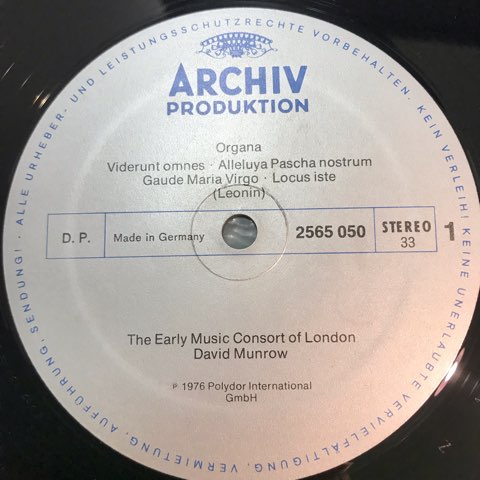 ALLE URHEBER- UND LEISTUNGSSCHUTZRECHTE VORBEHALTEN. KEIN VERLEIH! KEINE UNERLAUBTE VERVIELFÄLTIGUNG, VERMIETUNG, AUFFÜHRUNG, SENDUNG!
ARCHIV
PRODUKTION
Organa
Viderunt omnes · Alleluya Pascha nostrum
Gaude Maria Virgo · Locus iste
(Leonin)
D. P. Made in Germany 2565 050 STEREO 33 1
The Early Music Consort of London
David Munrow
℗ 1976 Polydor International
GmbH